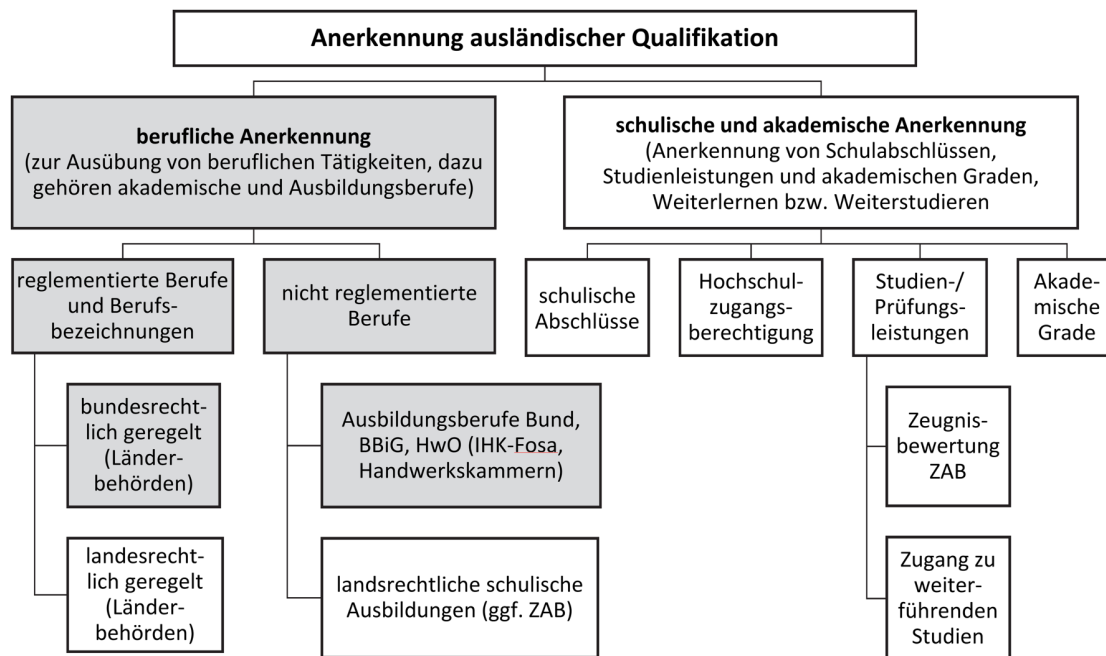 Anerkennung ausländischer Qualifikation
berufliche Anerkennung
(zur Ausübung von beruflichen Tätigkeiten, dazu
gehören akademische und Ausbildungsberufe)
schulische und akademische Anerkennung
(Anerkennung von Schulabschlüssen,
Studienleistungen und akademischen Graden,
Weiterlernen bzw. Weiterstudieren
reglementierte Berufe
und Berufs-
bezeichnungen
nicht reglementierte
Berufe
schulische
Abschlüsse
Hochschul-
zugangs-
berechtigung
Studien-/
Prüfungs-
leistungen
Akade-
mische
Grade
bundesrecht-
lich geregelt
(Länder-
behörden)
Ausbildungsberufe Bund,
BBiG, HwO (IHK-Fosa,
Handwerkskammern)
Zeugnis-
bewertung
ZAB
landesrecht-
lich geregelt
(Länder-
behörden)
landsrechtliche schulische
Ausbildungen (ggf. ZAB)
Zugang zu
weiter-
führenden
Studien